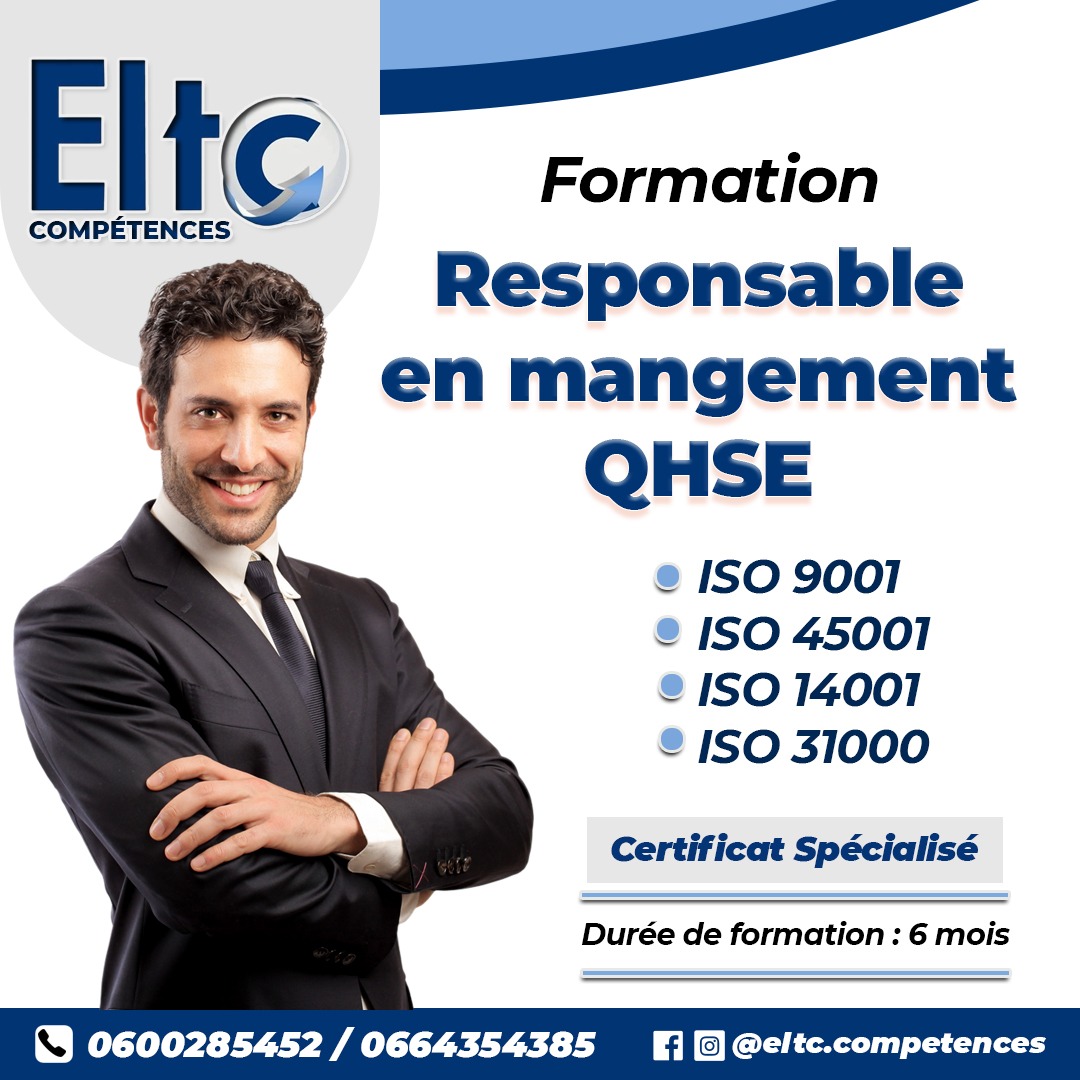 Eltc
COMPÉTENCES
Formation
Responsable
en mangement
QHSE
ISO 9001
ISO 45001
ISO 14001
ISO 31000
Certificat Spécialisé
Durée de formation : 6 mois
0600285452 / 0664354385
@eltc.competences